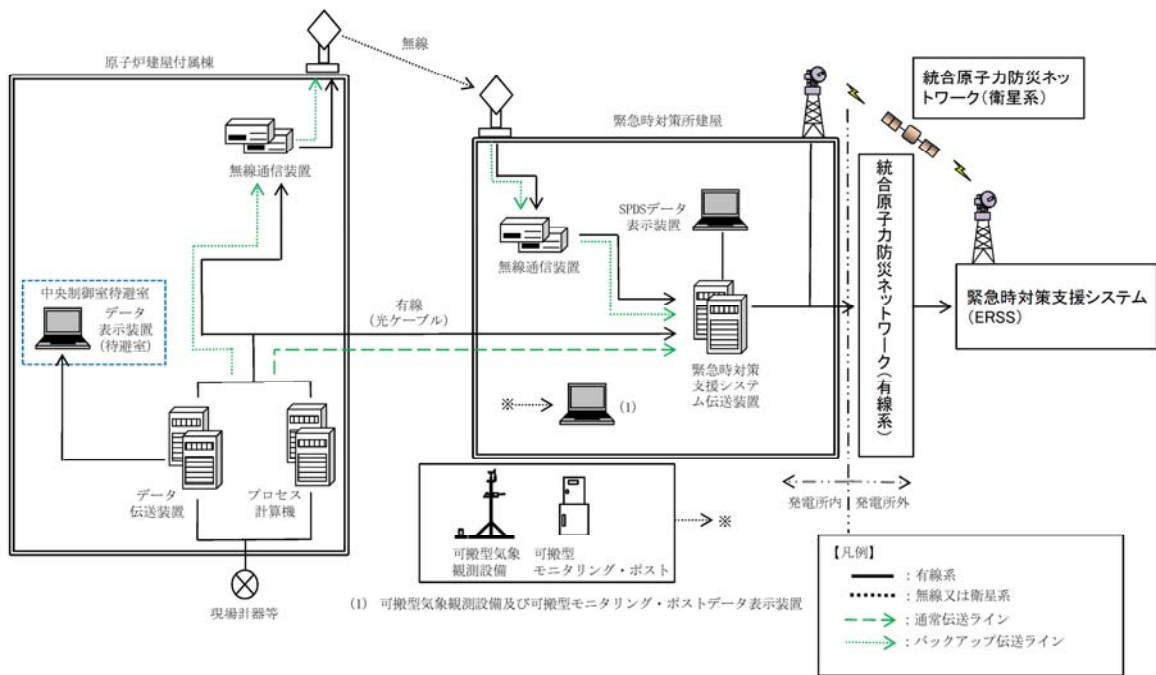 原子炉建屋付属棟
無線
無線通信装置
中央制御室待避室
データ
表示装置
(待避室)
データ
伝送装置
プロセス
計算機
現場計器等
有線
(光ケーブル)
緊急時対策所建屋
無線通信装置
SPDSデータ
表示装置
緊急時対策
支援システ
ム伝送装置
※
(1)
可搬型気象
観測設備
可搬型
モニタリング・ポスト
※
(1) 可搬型気象観測設備及び可搬型モニタリング・ポストデータ表示装置
統合原子力防災ネッ
トワーク(衛星系)
統合原子力防災ネットワーク(有線系)
緊急時対策支援システム
(ERSS)
発電所内
発電所外
【凡例】
:有線系
:無線又は衛星系
:通常伝送ライン
:バックアップ伝送ライン